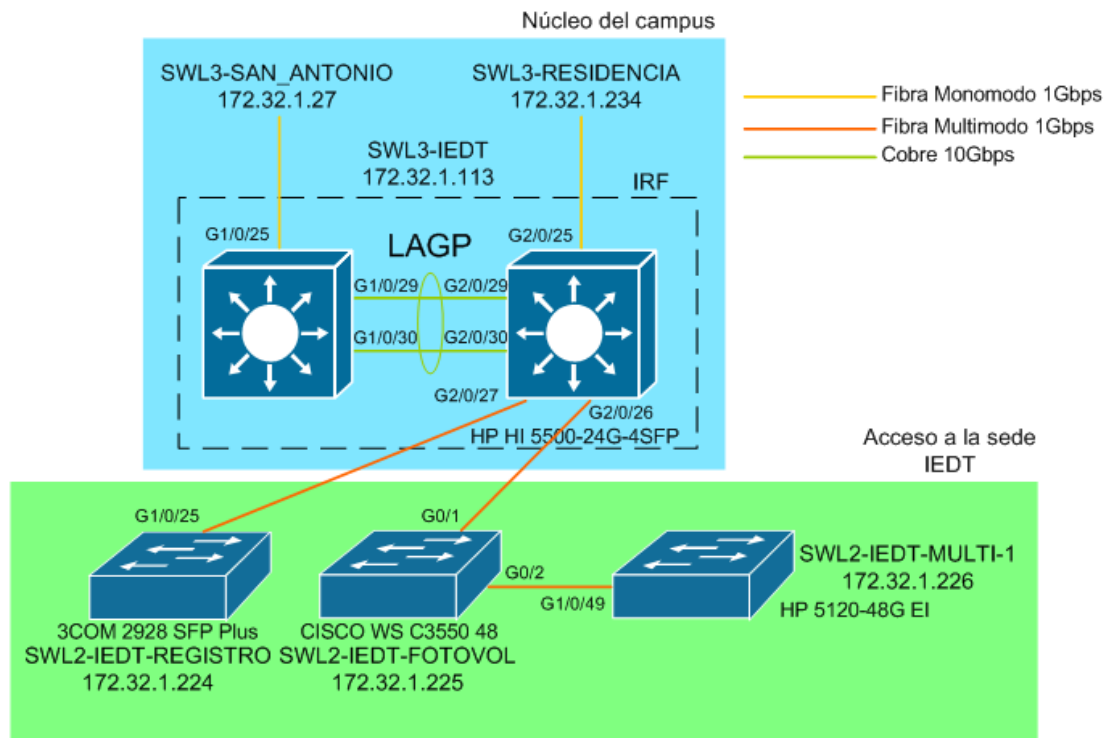 Núcleo del campus
SWL3-SAN_ANTONIO
172.32.1.27
SWL3-RESIDENCIA
172.32.1.234
Fibra Monomodo 1Gbps
Fibra Multimodo 1Gbps
Cobre 10Gbps
SWL3-IEDT
172.32.1.113
IRF
G1/0/25
LAGP
G2/0/25
G1/0/29
G2/0/29
G1/0/30
G2/0/30
G2/0/27
G2/0/26
HP HI 5500-24G-4SFP
Acceso a la sede
IEDT
G1/0/25
G0/1
G0/2
G1/0/49
SWL2-IEDT-MULTI-1
172.32.1.226
HP 5120-48G EI
3COM 2928 SFP Plus
SWL2-IEDT-REGISTRO
172.32.1.224
CISCO WS C3550 48
SWL2-IEDT-FOTOVOL
172.32.1.225